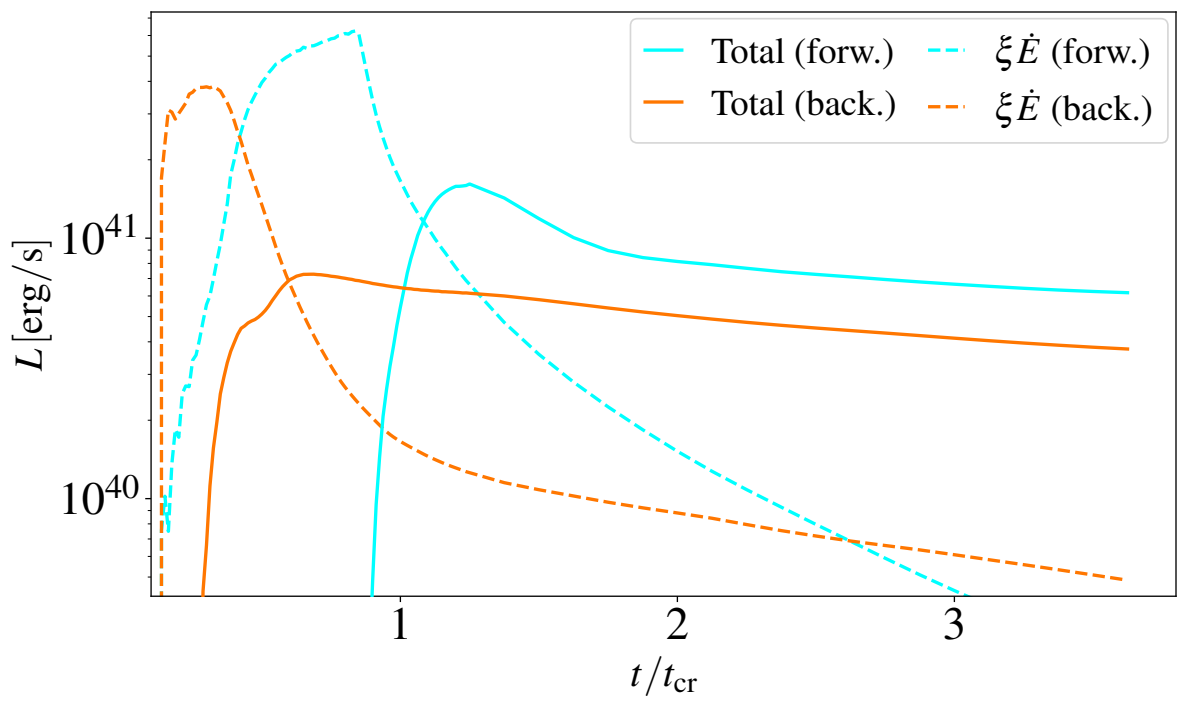 Total (forw.)
Total (back.)
ξĖ (forw.)
ξĖ (back.)
L [erg/s]
10^41
10^40
1 2 3
t/t_cr